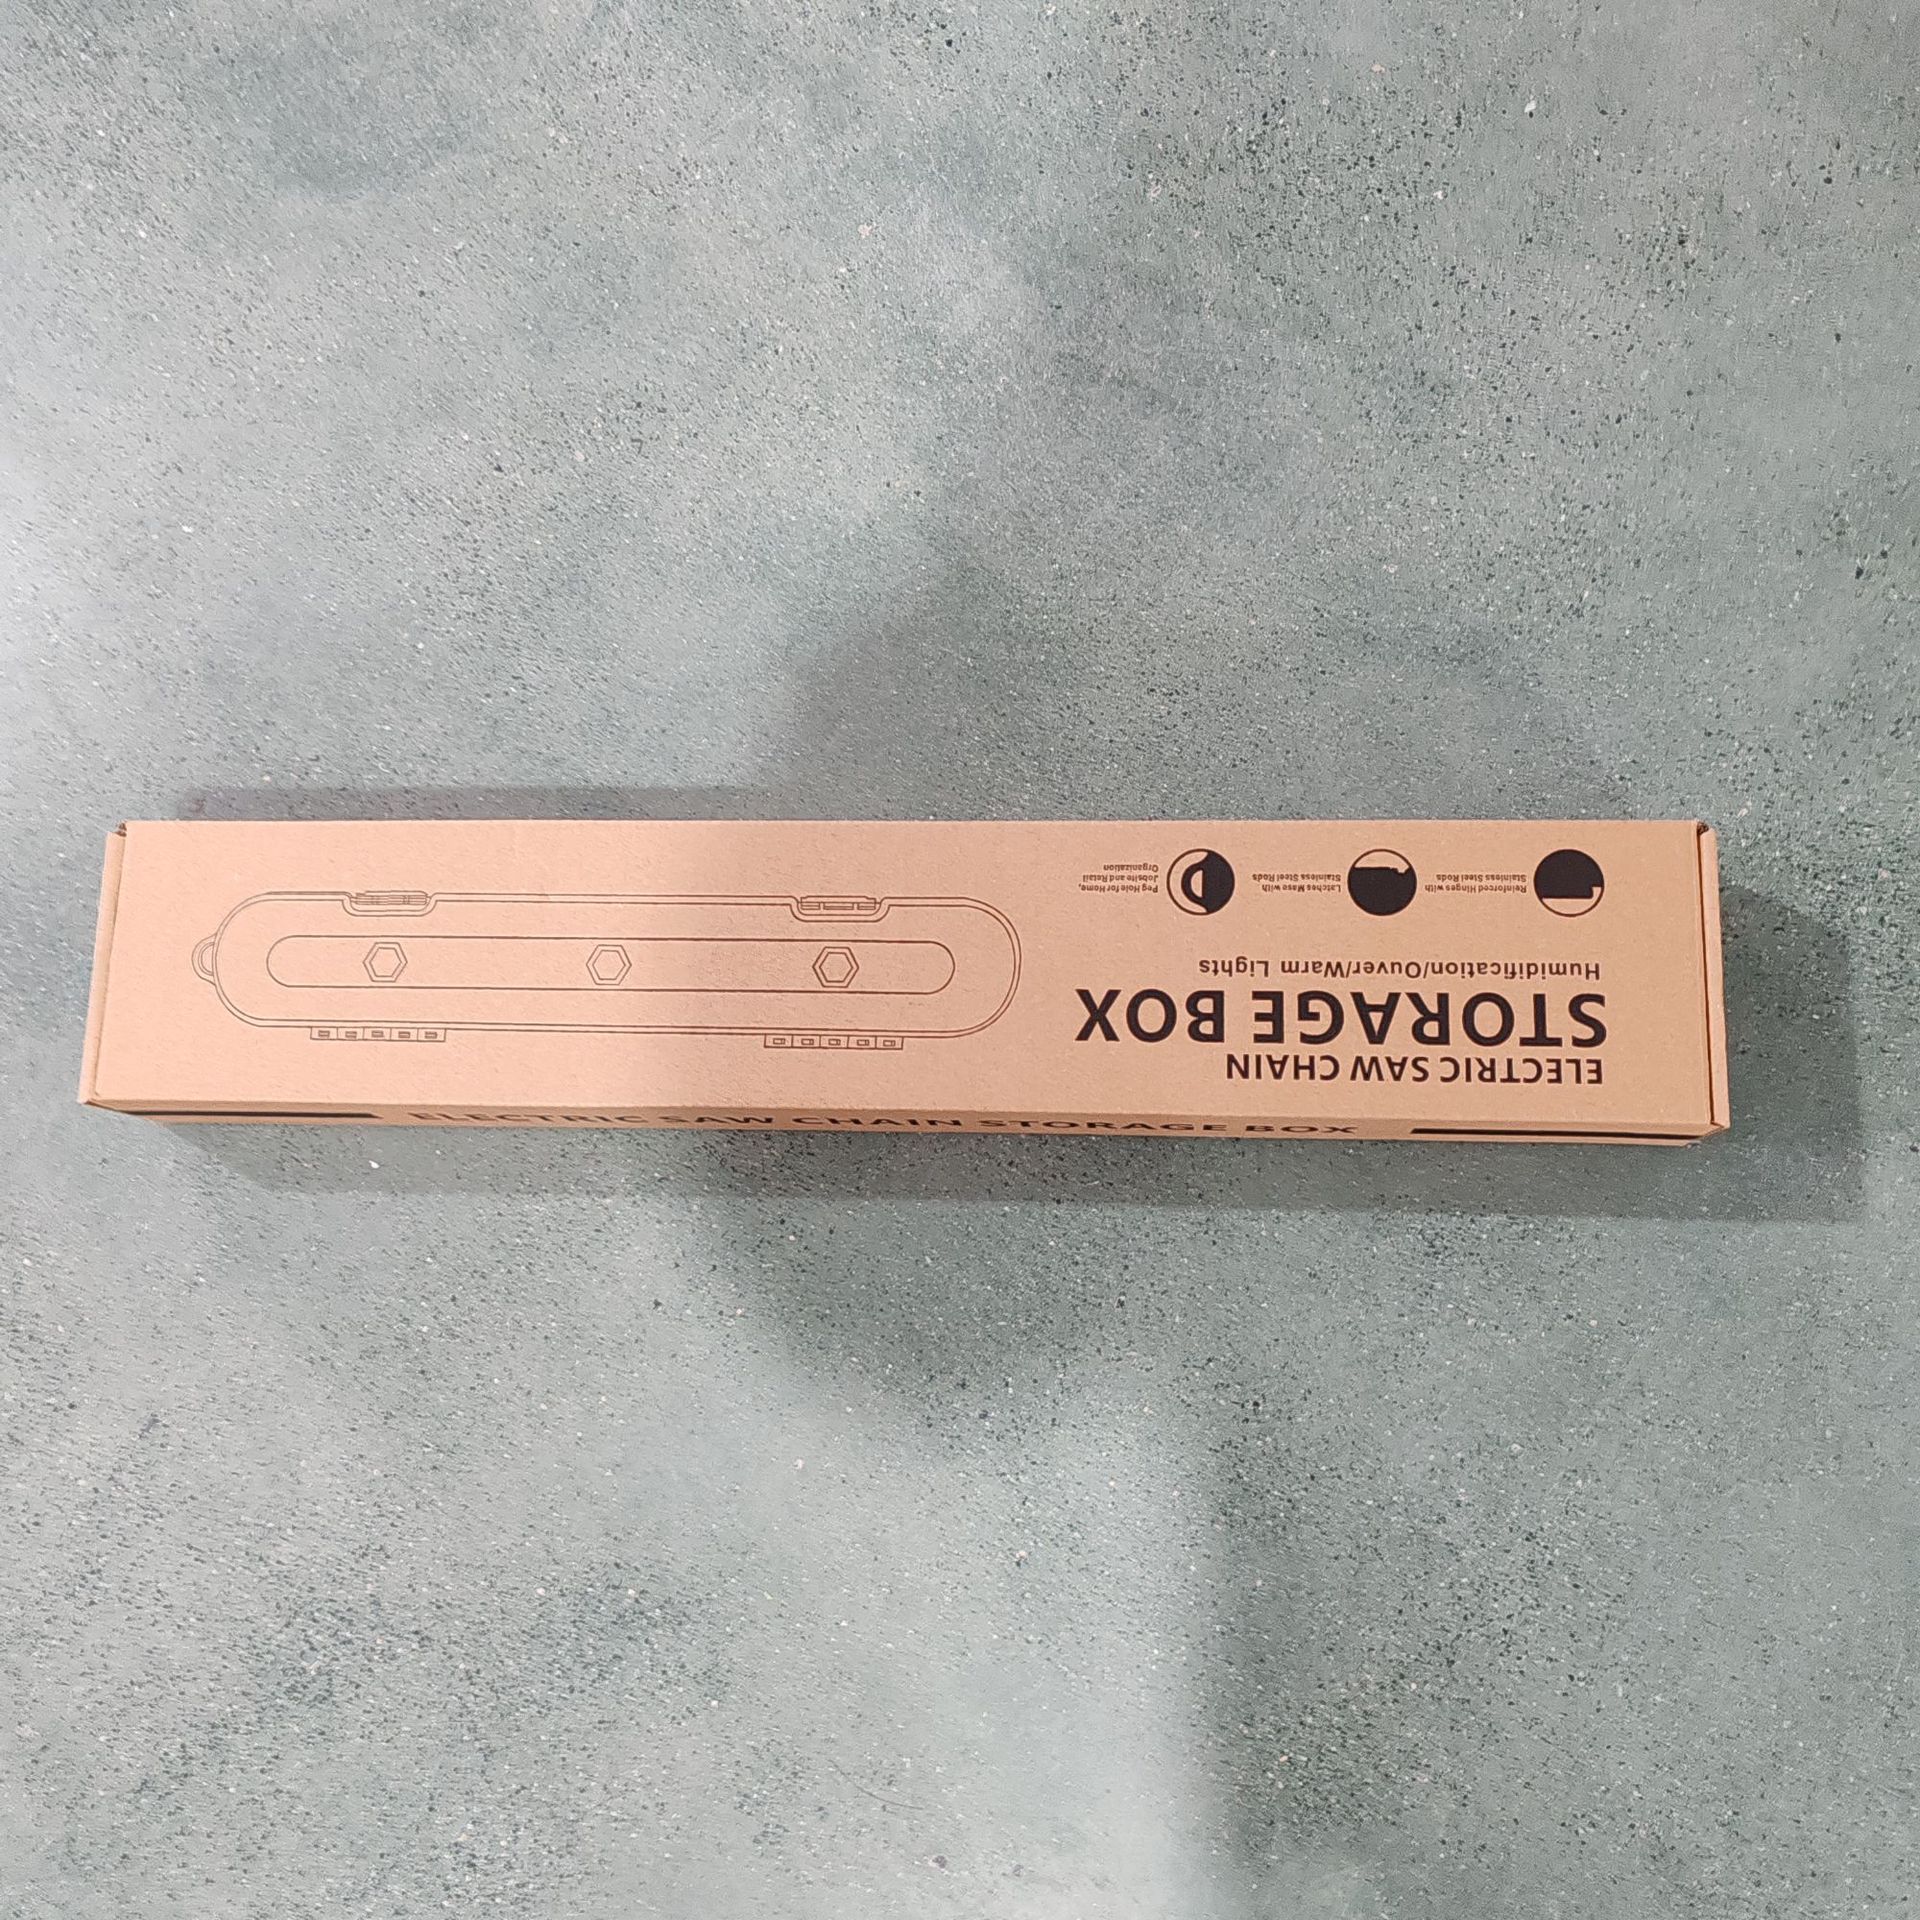 ELECTRIC SAW CHAIN
STORAGE BOX
Humidification/Ouver/Warm Lights
Reinforced Hinges with
Stainless Steel Rods
Latches Mase with
Stainless Steel Rods
Peg Hole for Home,
Jobsite and Retail
Organization
ELECTRIC SAW CHAIN STORAGE BOX